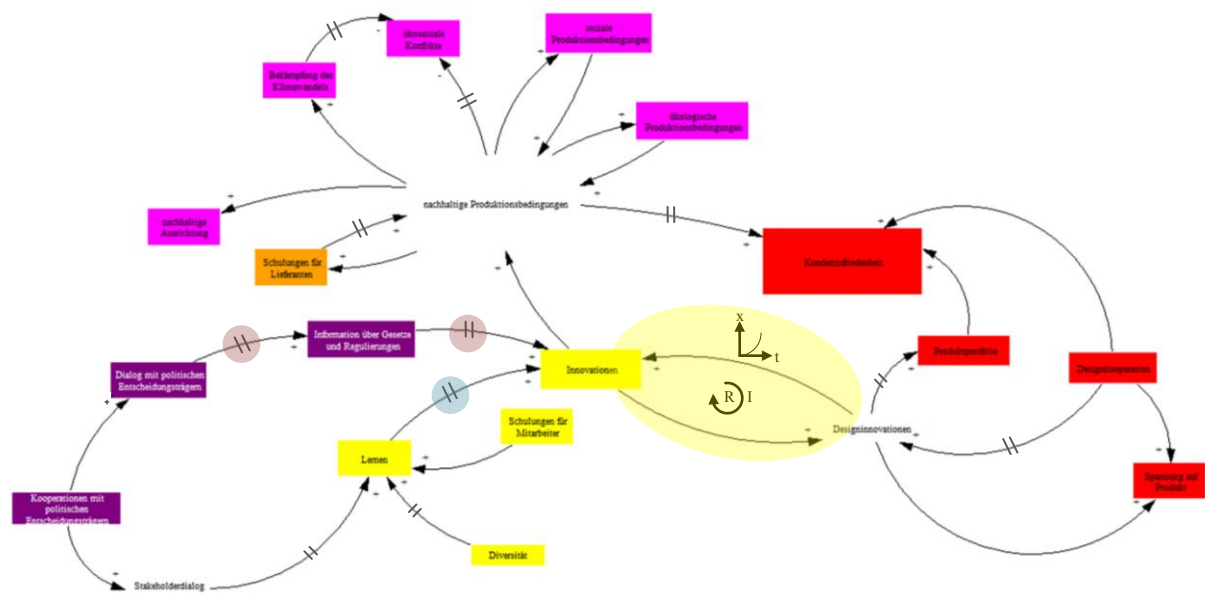 ökosoziale
Konflikte
soziale
Produktionsbedingungen
Bekämpfung des
Klimawandels
ökologische
Produktionsbedingungen
nachhaltige Produktionsbedingungen
nachhaltige
Ausrichtung
Schulungen für
Lieferanten
Kundenzufriedenheit
Information über Gesetze
und Regulierungen
x
t
R I
Innovationen
Produktportfolio
Dialog mit politischen
Entscheidungsträgern
Designkooperation
Schulungen für
Mitarbeiter
Designinnovationen
Lernen
Spannung auf
Produkt
Kooperationen mit
politischen
Entscheidungsträgern
Diversität
Stakeholderdialog